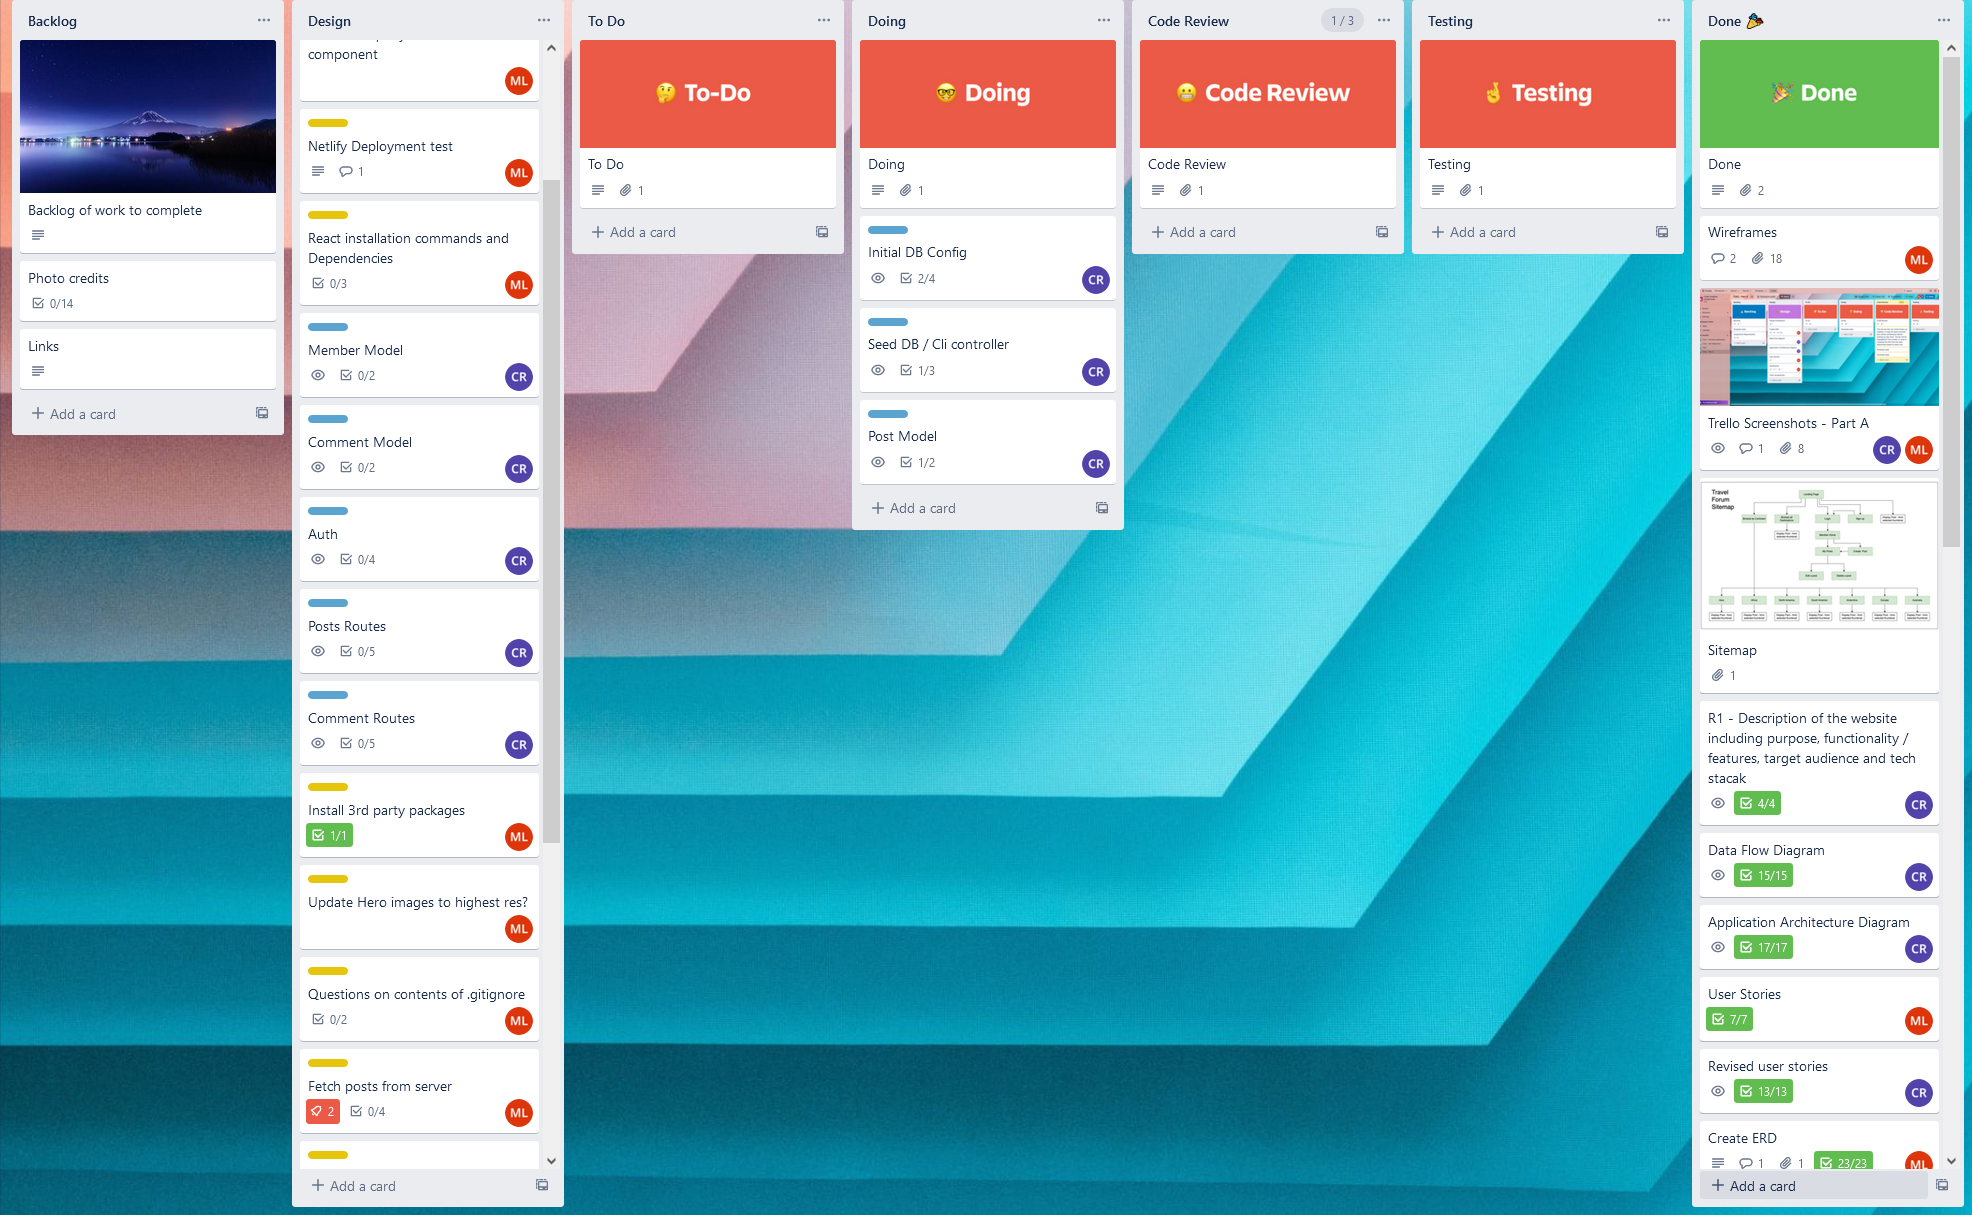 Backlog
Backlog of work to complete
Photo credits
0/14
Links
Add a card
Design
component
ML
Netlify Deployment test
1
ML
React installation commands and
Dependencies
0/3
ML
Member Model
0/2
CR
Comment Model
0/2
CR
Auth
0/4
CR
Posts Routes
0/5
CR
Comment Routes
0/5
CR
Install 3rd party packages
1/1
ML
Update Hero images to highest res?
ML
Questions on contents of .gitignore
0/2
ML
Fetch posts from server
2
0/4
ML
Add a card
To Do
To-Do
To Do
1
Add a card
Doing
Doing
Doing
1
Initial DB Config
2/4
CR
Seed DB / Cli controller
1/3
CR
Post Model
1/2
CR
Add a card
Code Review
1 / 3
Code Review
Code Review
1
Add a card
Testing
Testing
Testing
1
Add a card
Done
Done
Done
2
Wireframes
2
18
ML
Trello Screenshots - Part A
1
8
CR
ML
Travel
Forum
Sitemap
Sitemap
1
R1 - Description of the website
including purpose, functionality /
features, target audience and tech
stacak
4/4
CR
Data Flow Diagram
15/15
CR
Application Architecture Diagram
17/17
CR
User Stories
7/7
ML
Revised user stories
13/13
CR
Create ERD
1
1
23/23
ML
Add a card